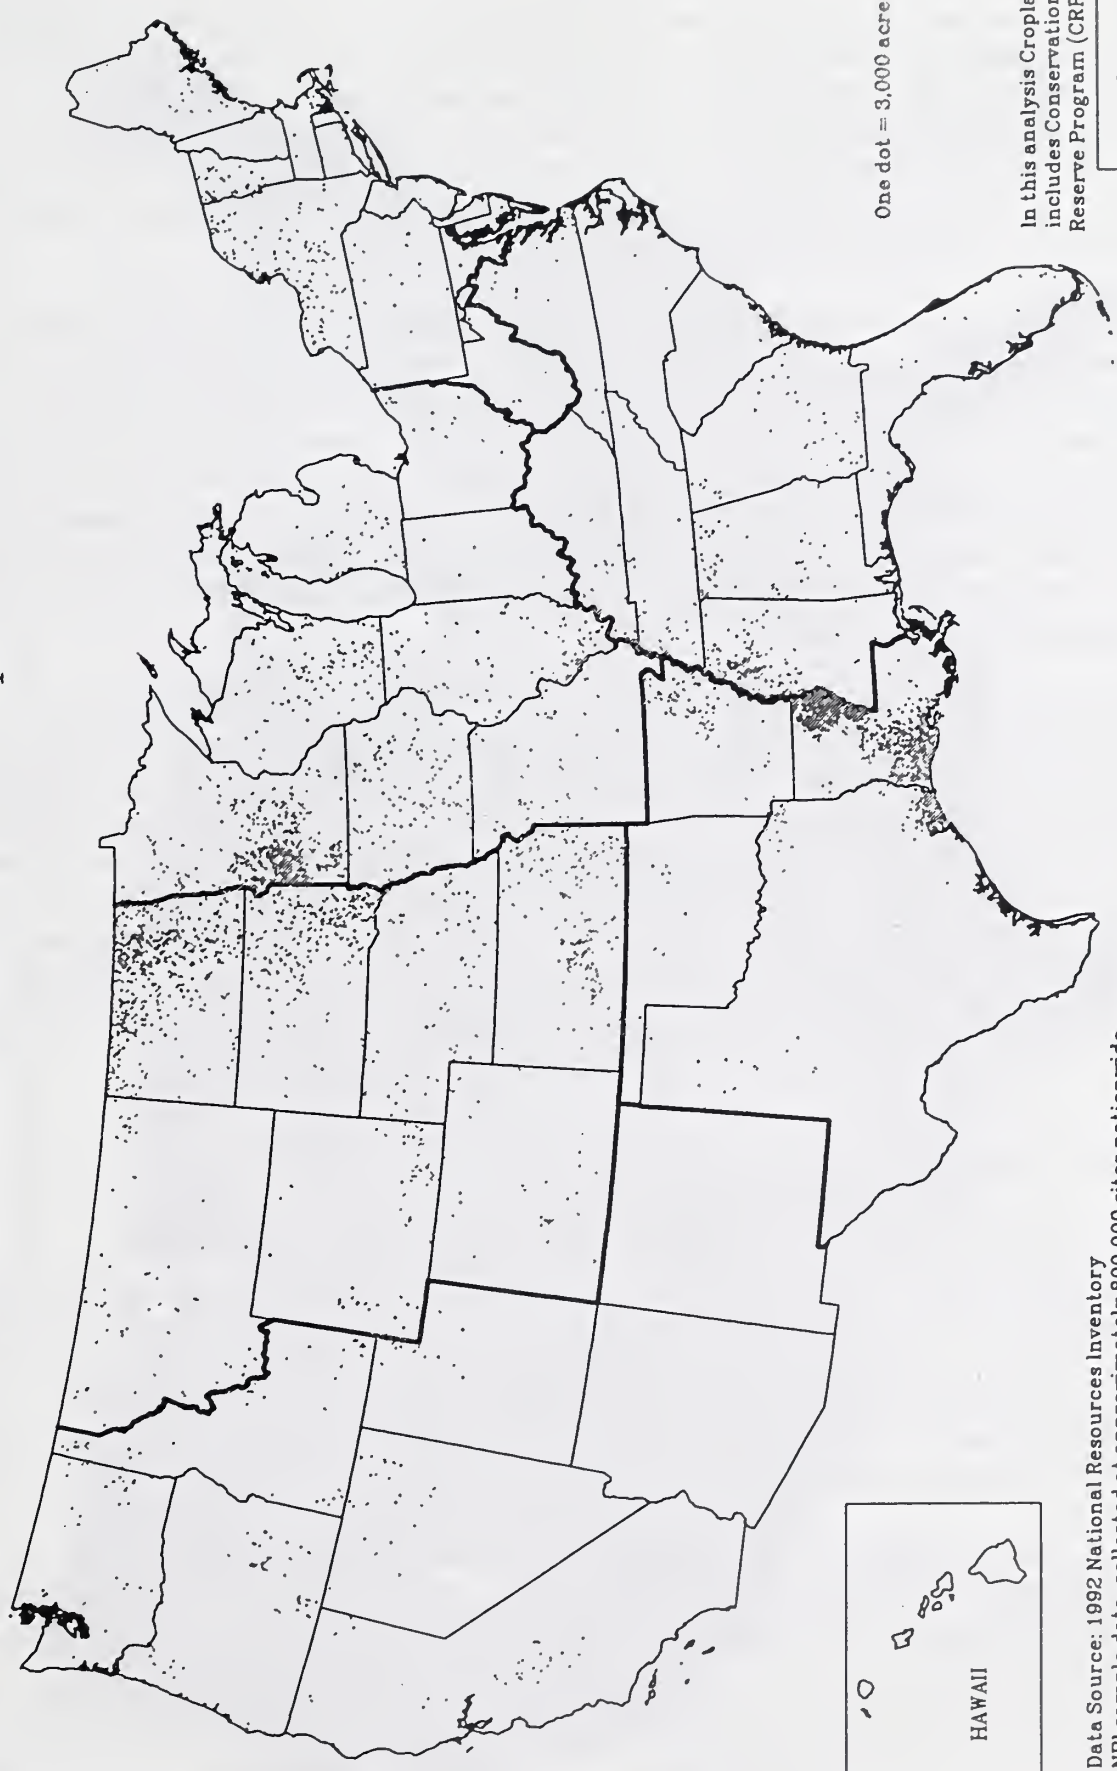 One dot = 3,000 acre
In this analysis Cropla
includes Conservation
Reserve Program (CRP
HAWAII
Data Source: 1992 National Resources Inventory